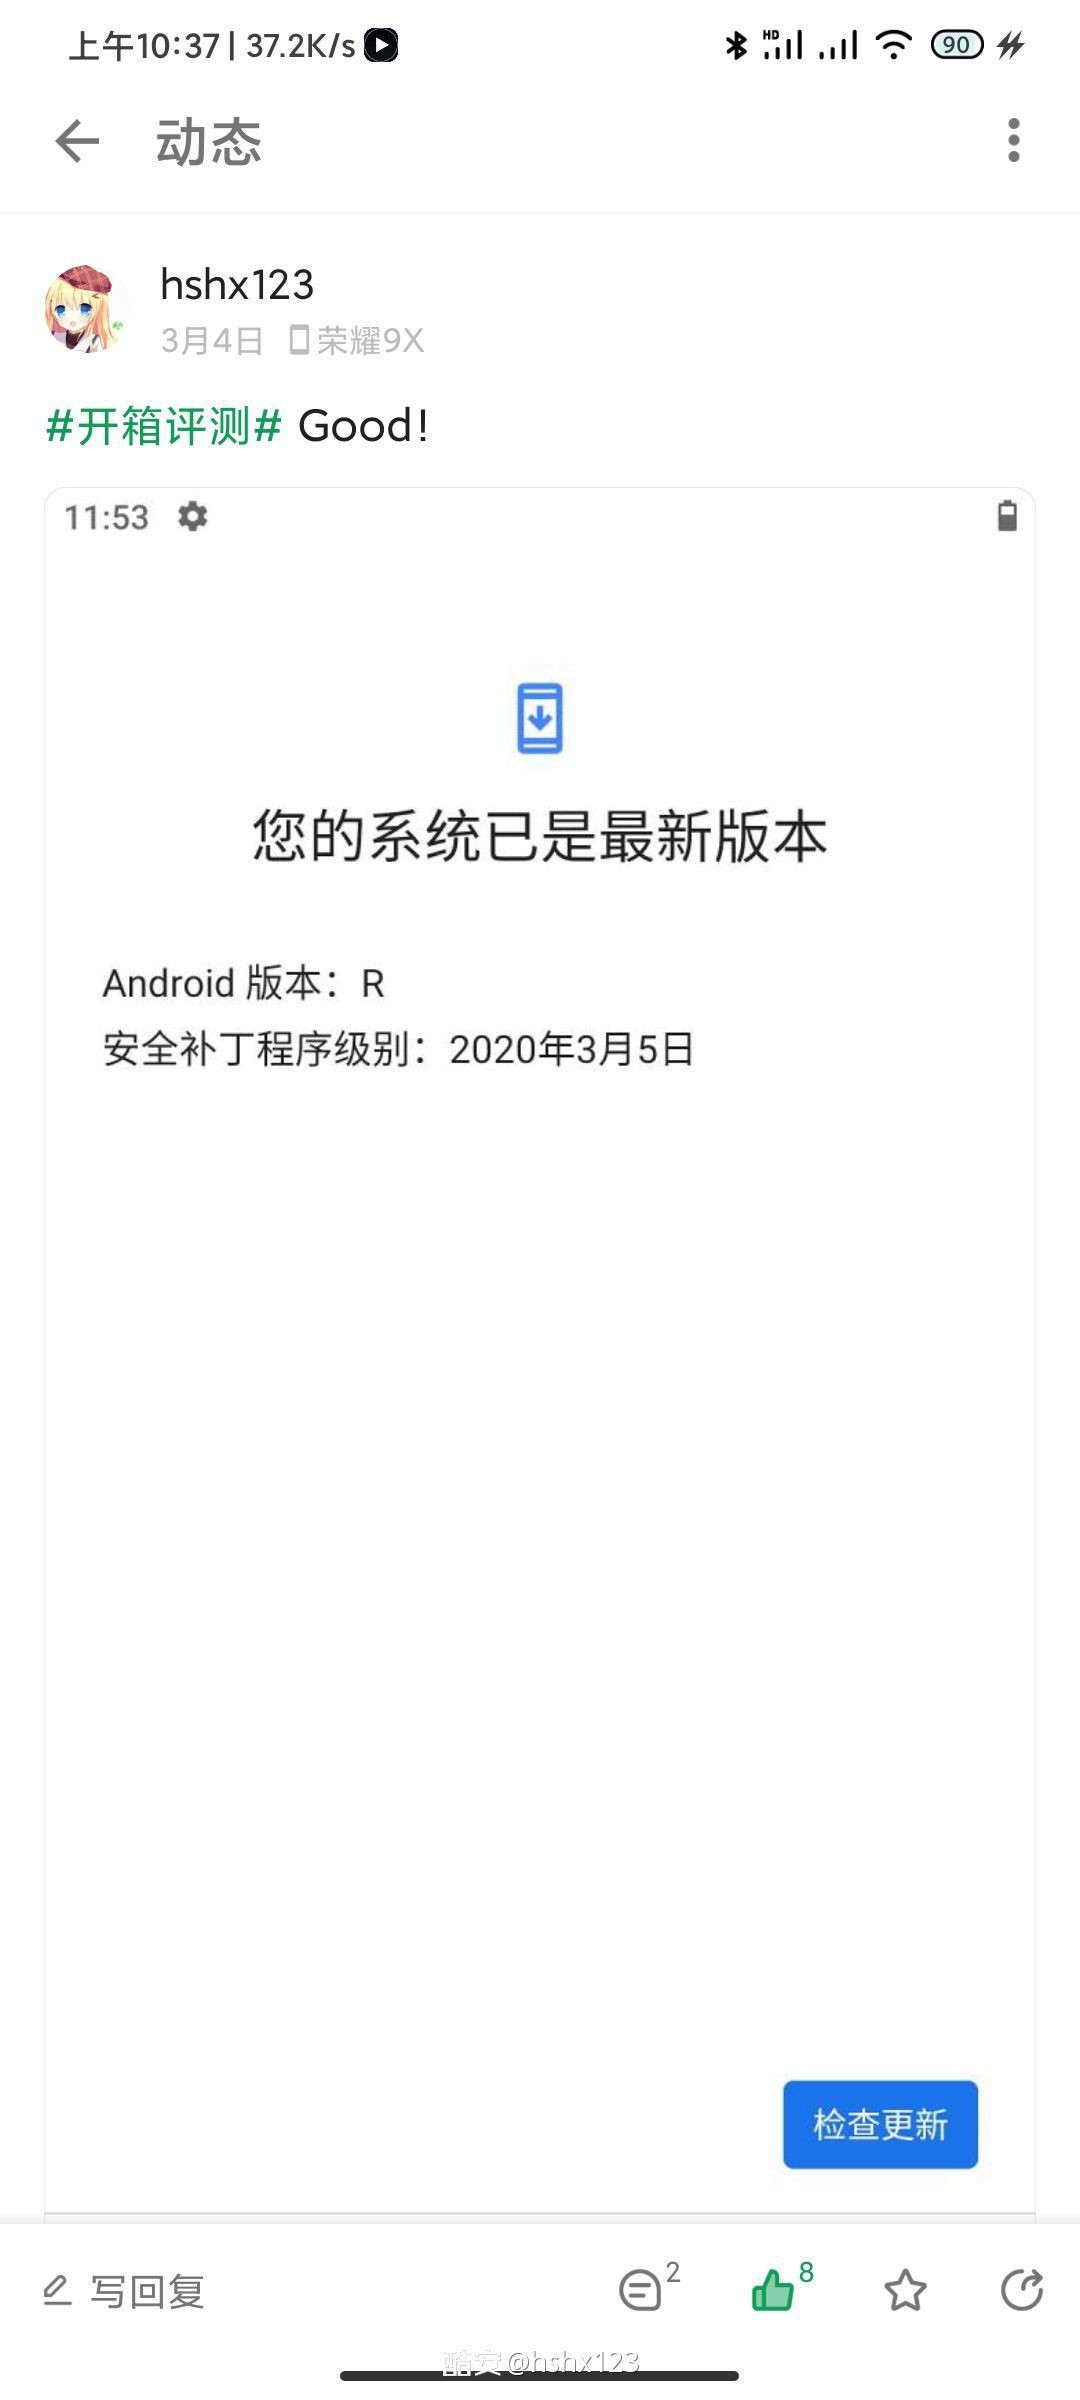 上午10:37 | 37.2K/s
HD
90
动态
hshx123
3月4日 荣耀9X
#开箱评测# Good!
11:53
您的系统已是最新版本
Android 版本：R
安全补丁程序级别：2020年3月5日
检查更新
写回复
2
8
酷安@hshx123